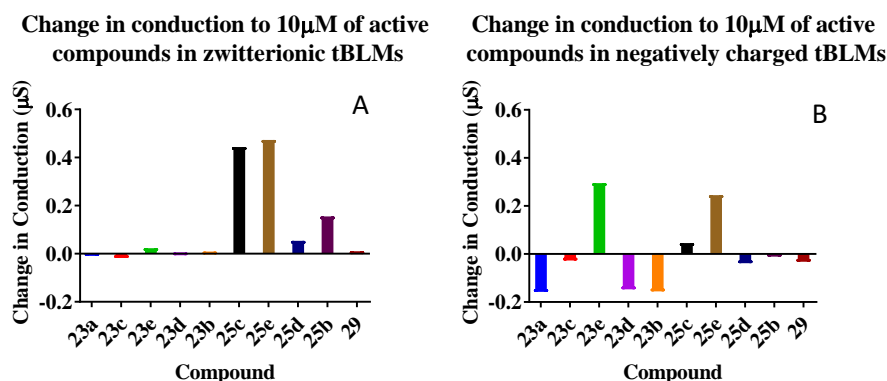 Change in conduction to 10μM of active
compounds in zwitterionic tBLMs
A
Change in Conduction (μS)
0.6
0.4
0.2
0.0
-0.2
23a
23c
23e
23d
23b
25c
25e
25d
25b
29
Compound
Change in conduction to 10μM of active
compounds in negatively charged tBLMs
B
Change in Conduction (μS)
0.6
0.4
0.2
0.0
-0.2
23a
23c
23e
23d
23b
25c
25e
25d
25b
29
Compound